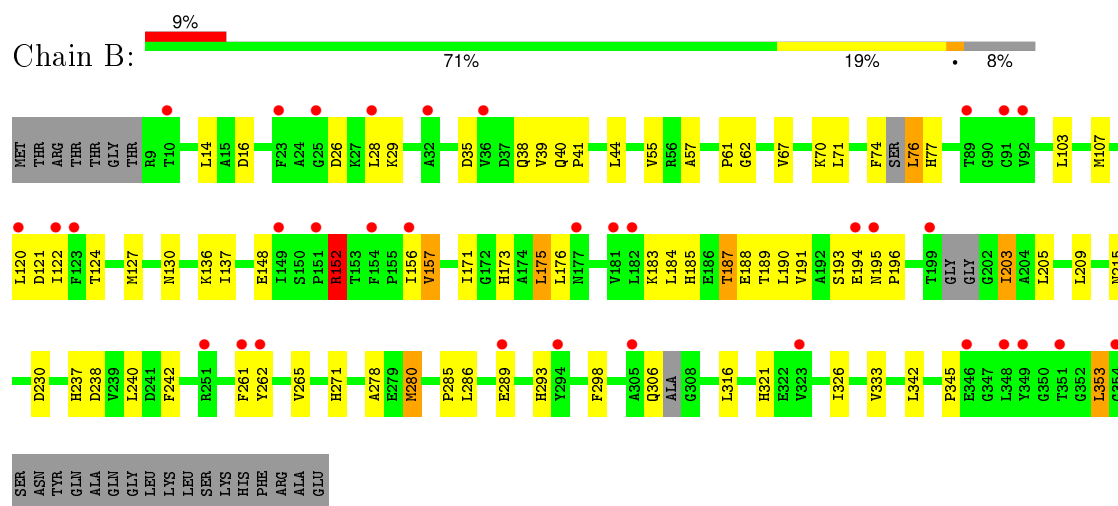 9%
Chain B:
71% 19% • 8%
MET THR ARG THR THR GLY THR R9 T10 L14 A15 D16 F23 A24 G25 D26 K27 L28 K29 A32 D35 V36 D37 Q38 V39 Q40 P41 L44 V55 R56 A57 P61 G62 V67 K70 L71 F74 SER L76 H77 T89 G90 G91 V92 L103 M107
L120 D121 I122 F123 T124 M127 N130 K136 I137 E148 I149 S150 P151 R152 T153 F154 P155 I156 V157 I171 G172 H173 A174 L175 L176 N177 V181 L182 K183 L184 H185 E186 T187 E188 T189 L190 V191 A192 S193 E194 N195 P196 T199 GLY GLY G202 I203 A204 L205 L209 N215
D230 H237 D238 V239 L240 D241 F242 R251 F261 Y262 V265 H271 A278 E279 M280 P285 L286 E289 H293 Y294 F298 A305 Q306 ALA G308 L316 H321 E322 V323 I326 V333 L342 P345 E346 G347 L348 Y349 G350 T351 G352 L353 G354
SER ASN TYR GLN ALA GLN GLY LEU LYS LEU SER LYS HIS PHE ARG ALA GLU